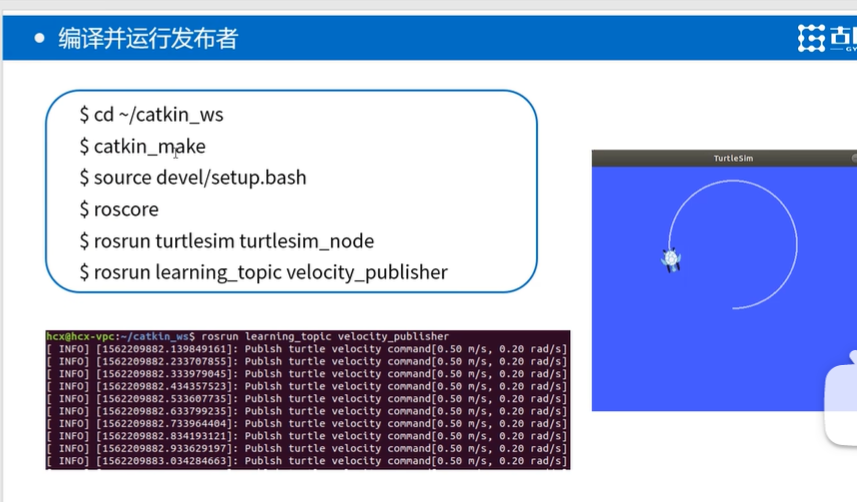 编译并运行发布者
$ cd ~/catkin_ws
$ catkin_make
$ source devel/setup.bash
$ roscore
$ rosrun turtlesim turtlesim_node
$ rosrun learning_topic velocity_publisher
TurtleSim
hcx@hcx-vpc:~/catkin_ws$ rosrun learning_topic velocity_publisher
[ INFO] [1562209882.139849161]: Publsh turtle velocity command[0.50 m/s, 0.20 rad/s]
[ INFO] [1562209882.233707855]: Publsh turtle velocity command[0.50 m/s, 0.20 rad/s]
[ INFO] [1562209882.333979045]: Publsh turtle velocity command[0.50 m/s, 0.20 rad/s]
[ INFO] [1562209882.434357523]: Publsh turtle velocity command[0.50 m/s, 0.20 rad/s]
[ INFO] [1562209882.533607735]: Publsh turtle velocity command[0.50 m/s, 0.20 rad/s]
[ INFO] [1562209882.633799235]: Publsh turtle velocity command[0.50 m/s, 0.20 rad/s]
[ INFO] [1562209882.733964404]: Publsh turtle velocity command[0.50 m/s, 0.20 rad/s]
[ INFO] [1562209882.834193121]: Publsh turtle velocity command[0.50 m/s, 0.20 rad/s]
[ INFO] [1562209882.933629197]: Publsh turtle velocity command[0.50 m/s, 0.20 rad/s]
[ INFO] [1562209883.034284663]: Publsh turtle velocity command[0.50 m/s, 0.20 rad/s]